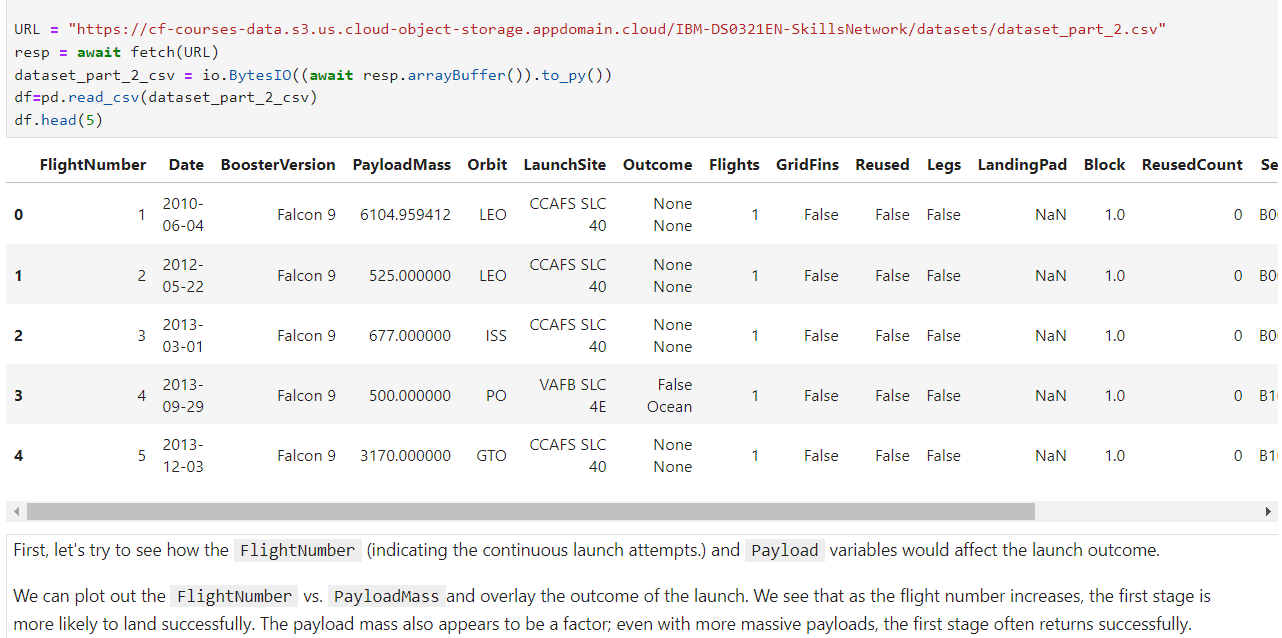 URL = "https://cf-courses-data.s3.us.cloud-object-storage.appdomain.cloud/IBM-DS0321EN-SkillsNetwork/datasets/dataset_part_2.csv"
resp = await fetch(URL)
dataset_part_2_csv = io.BytesIO((await resp.arrayBuffer()).to_py())
df=pd.read_csv(dataset_part_2_csv)
df.head(5)
FlightNumber Date BoosterVersion PayloadMass Orbit LaunchSite Outcome Flights GridFins Reused Legs LandingPad Block ReusedCount Se
0 1 2010-06-04 Falcon 9 6104.959412 LEO CCAFS SLC 40 None None 1 False False False NaN 1.0 0 B0
1 2 2012-05-22 Falcon 9 525.000000 LEO CCAFS SLC 40 None None 1 False False False NaN 1.0 0 B0
2 3 2013-03-01 Falcon 9 677.000000 ISS CCAFS SLC 40 None None 1 False False False NaN 1.0 0 B0
3 4 2013-09-29 Falcon 9 500.000000 PO VAFB SLC 4E False Ocean 1 False False False NaN 1.0 0 B1
4 5 2013-12-03 Falcon 9 3170.000000 GTO CCAFS SLC 40 None None 1 False False False NaN 1.0 0 B1
First, let's try to see how the FlightNumber (indicating the continuous launch attempts.) and Payload variables would affect the launch outcome.
We can plot out the FlightNumber vs. PayloadMass and overlay the outcome of the launch. We see that as the flight number increases, the first stage is
more likely to land successfully. The payload mass also appears to be a factor; even with more massive payloads, the first stage often returns successfully.